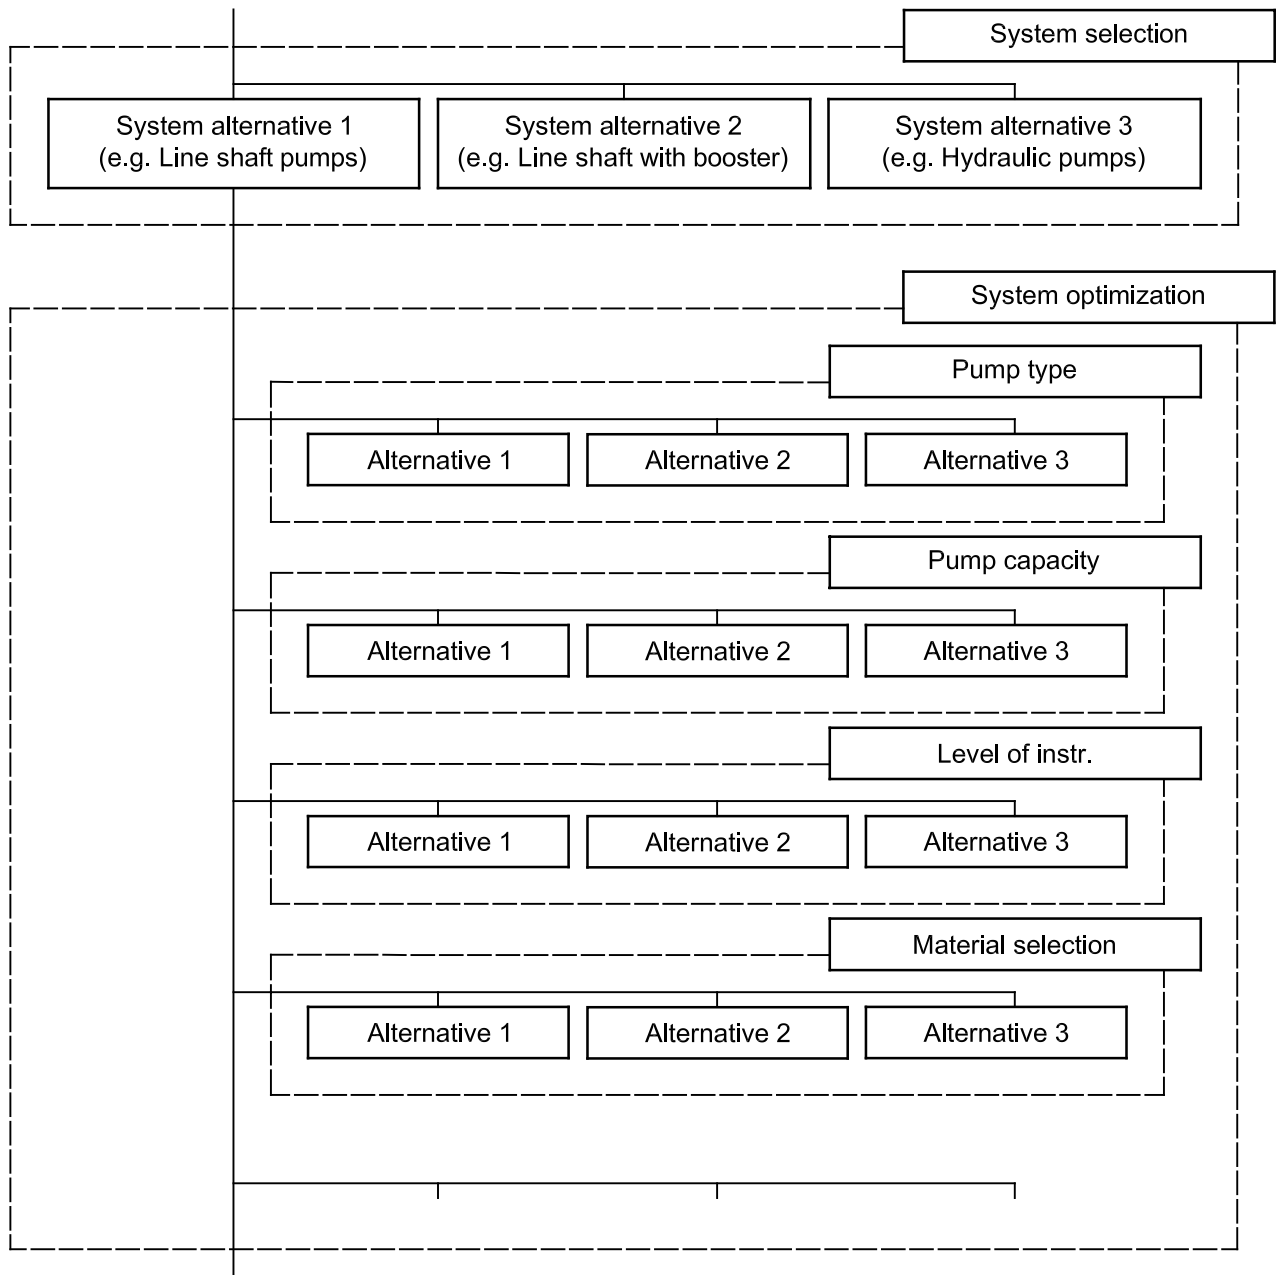 System selection
System alternative 1
(e.g. Line shaft pumps)
System alternative 2
(e.g. Line shaft with booster)
System alternative 3
(e.g. Hydraulic pumps)
System optimization
Pump type
Alternative 1
Alternative 2
Alternative 3
Pump capacity
Alternative 1
Alternative 2
Alternative 3
Level of instr.
Alternative 1
Alternative 2
Alternative 3
Material selection
Alternative 1
Alternative 2
Alternative 3